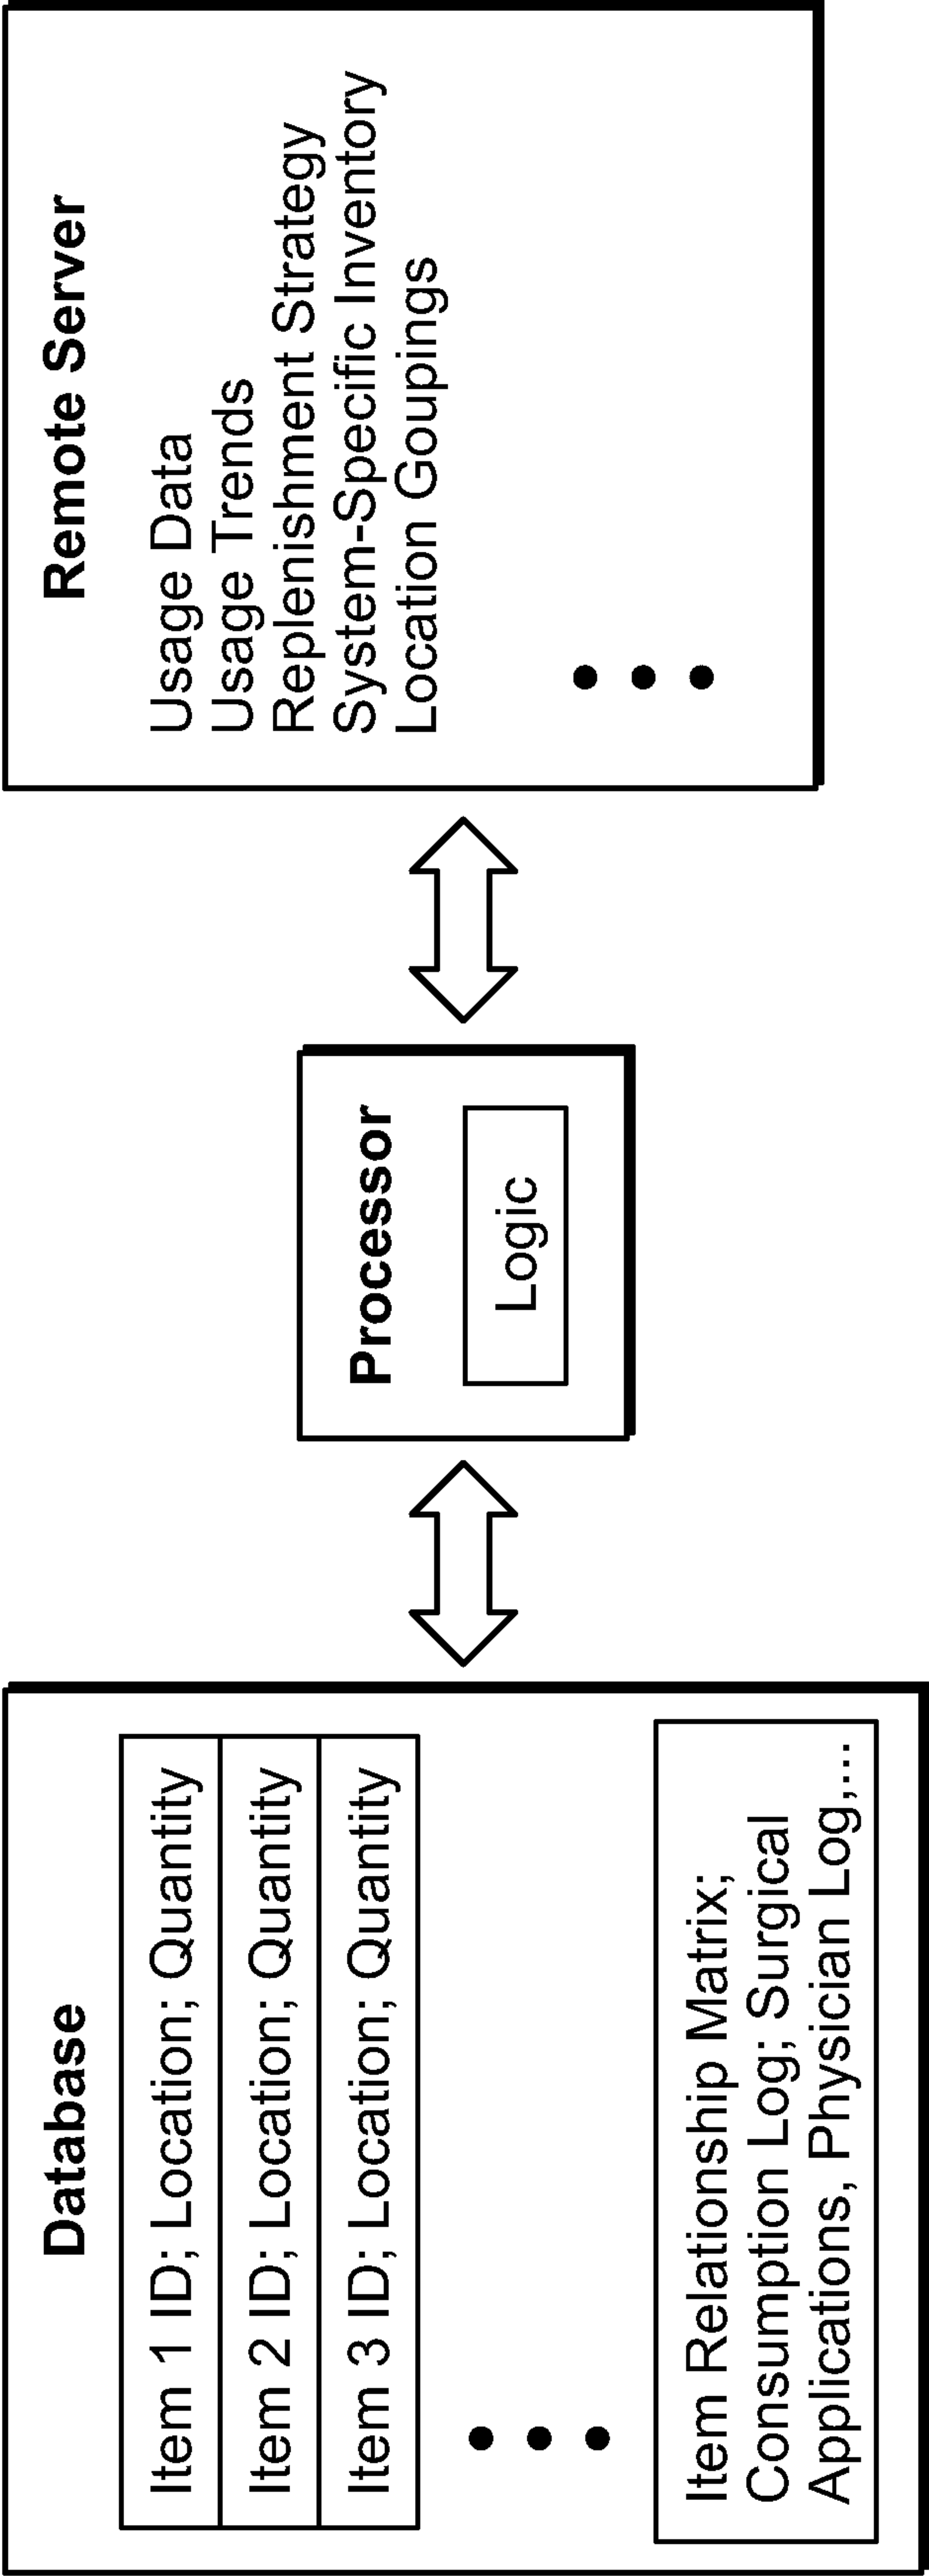 Database
Item 1 ID; Location; Quantity
Item 2 ID; Location; Quantity
Item 3 ID; Location; Quantity
Item Relationship Matrix;
Consumption Log; Surgical
Applications, Physician Log,...
Processor
Logic
Remote Server
Usage Data
Usage Trends
Replenishment Strategy
System-Specific Inventory
Location Goupings